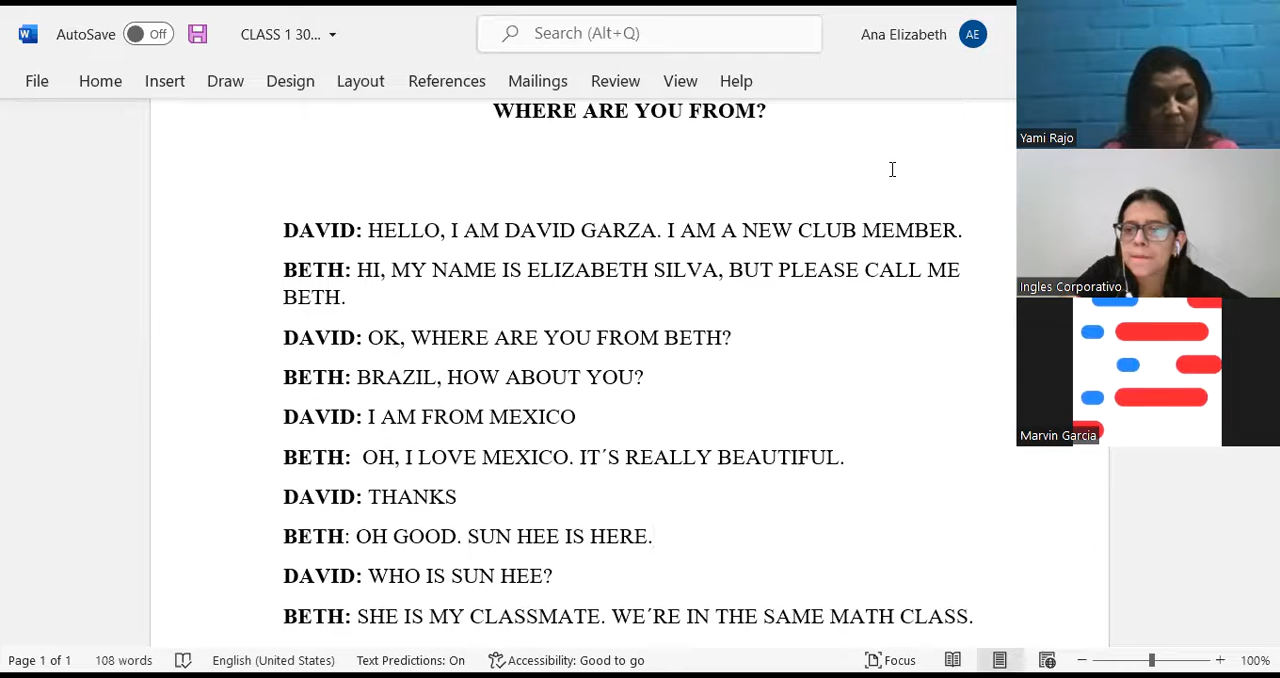 AutoSave Off CLASS 1 30... Search (Alt+Q) Ana Elizabeth AE
File Home Insert Draw Design Layout References Mailings Review View Help
WHERE ARE YOU FROM?
DAVID: HELLO, I AM DAVID GARZA. I AM A NEW CLUB MEMBER.
BETH: HI, MY NAME IS ELIZABETH SILVA, BUT PLEASE CALL ME
BETH.
DAVID: OK, WHERE ARE YOU FROM BETH?
BETH: BRAZIL, HOW ABOUT YOU?
DAVID: I AM FROM MEXICO
BETH: OH, I LOVE MEXICO. IT´S REALLY BEAUTIFUL.
DAVID: THANKS
BETH: OH GOOD. SUN HEE IS HERE.
DAVID: WHO IS SUN HEE?
BETH: SHE IS MY CLASSMATE. WE´RE IN THE SAME MATH CLASS.
Page 1 of 1 108 words English (United States) Text Predictions: On Accessibility: Good to go Focus 100%
Yami Rajo
Ingles Corporativo
Marvin Garcia